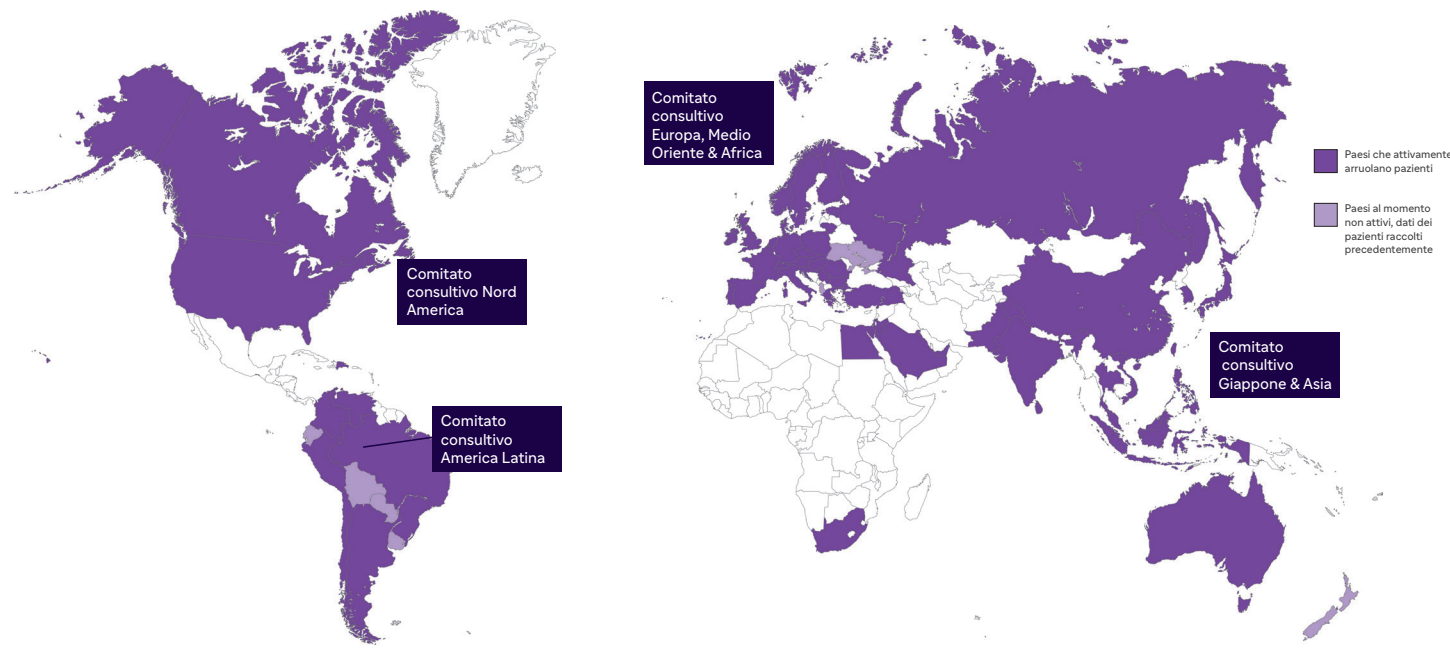 Comitato
consultivo
Europa, Medio
Oriente & Africa
Paesi che attivamente
arruolano pazienti
Paesi al momento
non attivi, dati dei
pazienti raccolti
precedentemente
Comitato
consultivo Nord
America
Comitato
consultivo
Giappone & Asia
Comitato
consultivo
America Latina